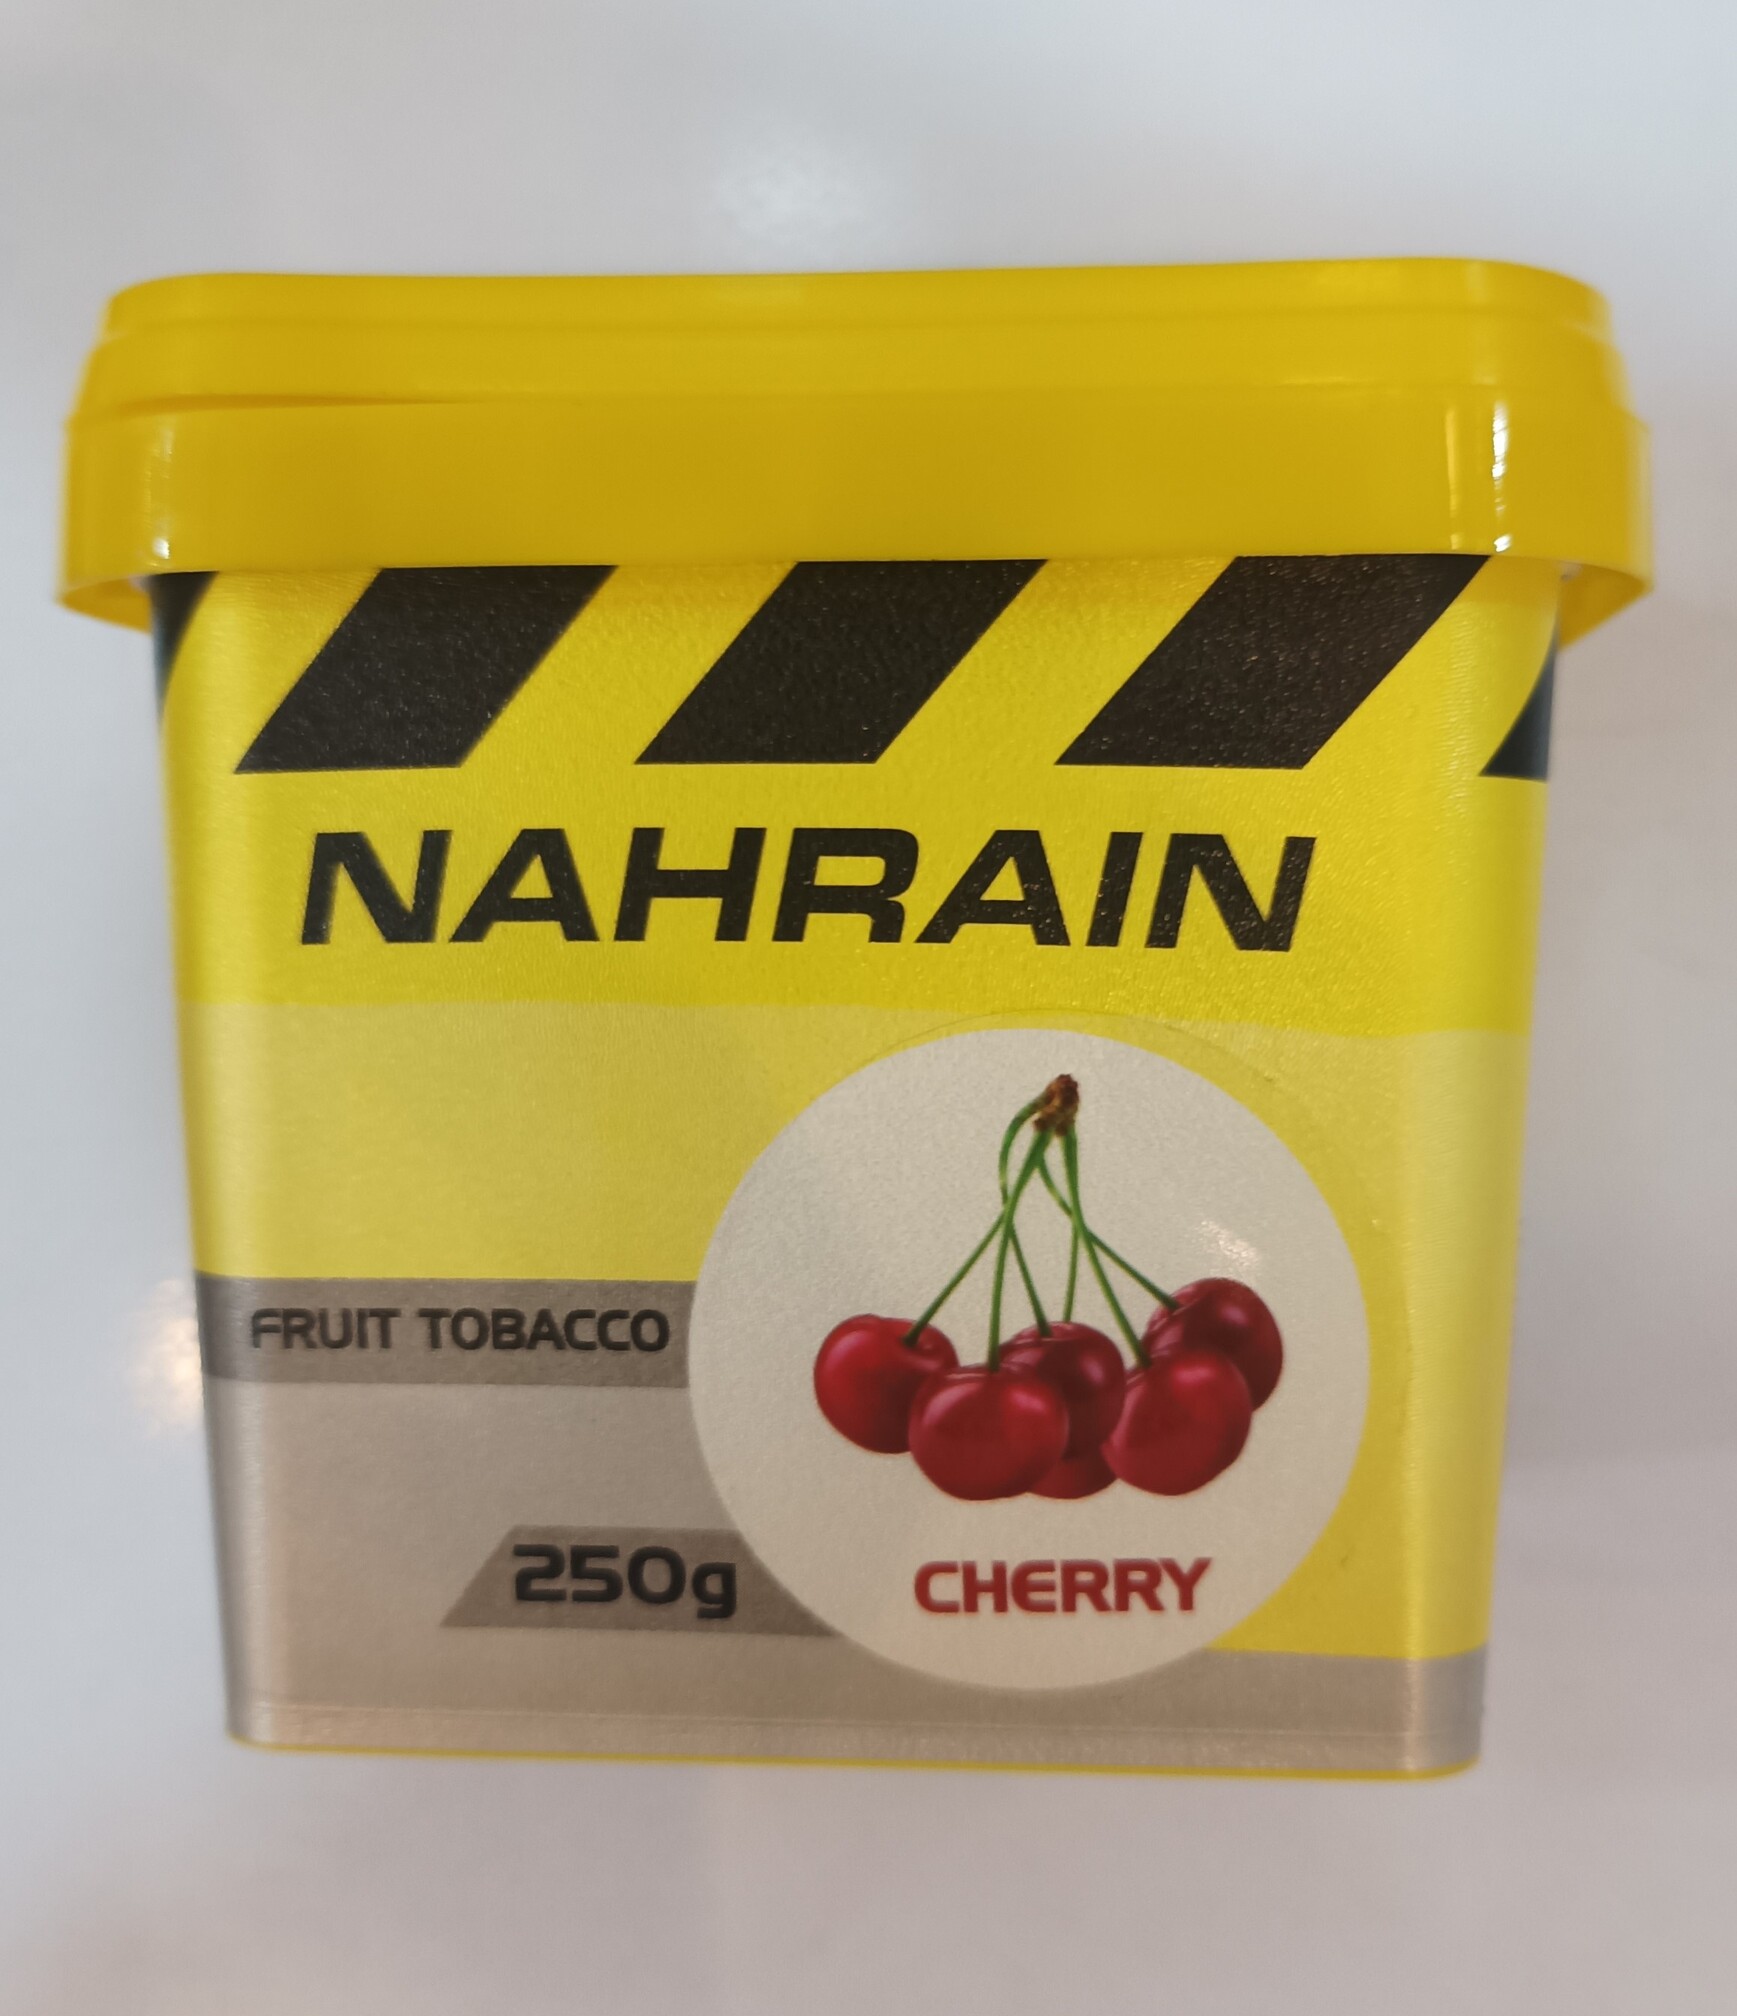 NAHRAIN
FRUIT TOBACCO
250g
CHERRY